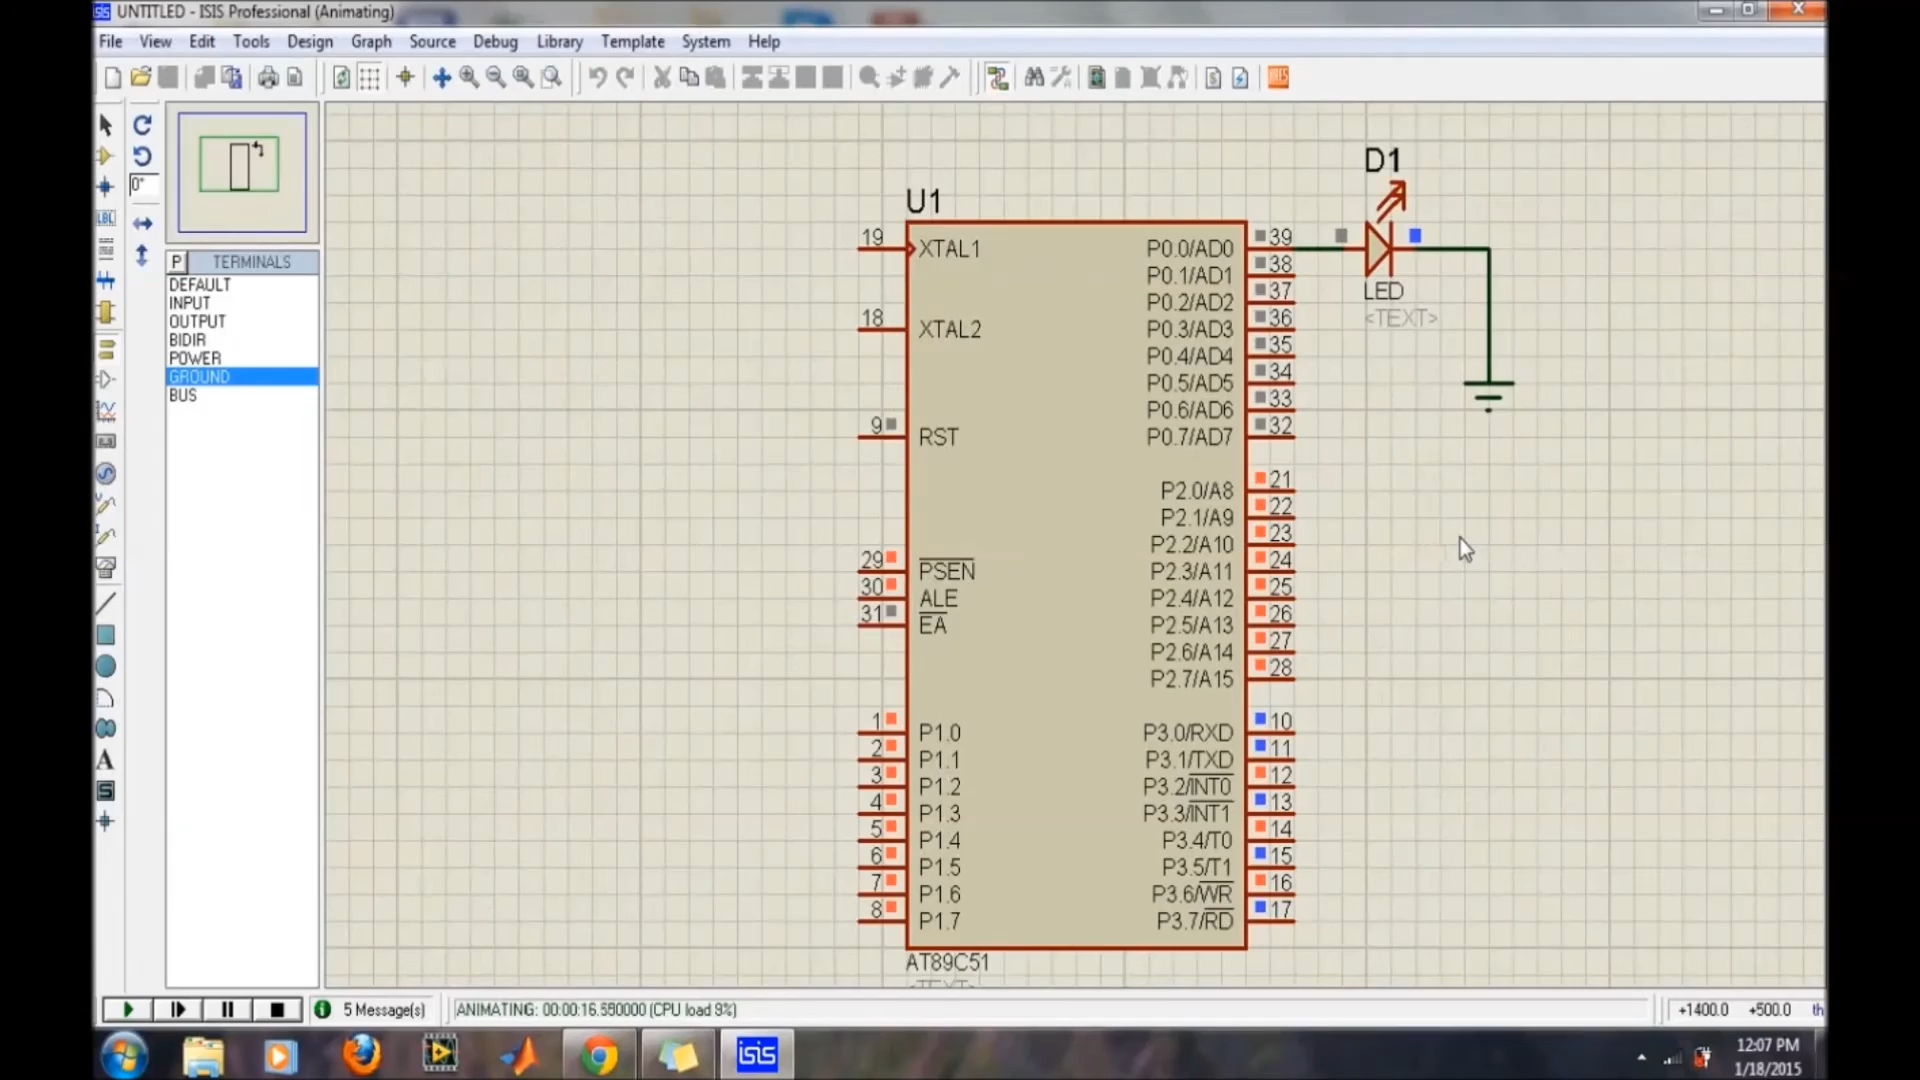 UNTITLED - ISIS Professional (Animating)
File View Edit Tools Design Graph Source Debug Library Template System Help
0°
LBL
P TERMINALS
DEFAULT
INPUT
OUTPUT
BIDIR
POWER
GROUND
BUS
A
S
D1
LED
<TEXT>
U1
19 XTAL1
18 XTAL2
9 RST
29 PSEN
30 ALE
31 EA
1 P1.0
2 P1.1
3 P1.2
4 P1.3
5 P1.4
6 P1.5
7 P1.6
8 P1.7
P0.0/AD0 39
P0.1/AD1 38
P0.2/AD2 37
P0.3/AD3 36
P0.4/AD4 35
P0.5/AD5 34
P0.6/AD6 33
P0.7/AD7 32
P2.0/A8 21
P2.1/A9 22
P2.2/A10 23
P2.3/A11 24
P2.4/A12 25
P2.5/A13 26
P2.6/A14 27
P2.7/A15 28
P3.0/RXD 10
P3.1/TXD 11
P3.2/INT0 12
P3.3/INT1 13
P3.4/T0 14
P3.5/T1 15
P3.6/WR 16
P3.7/RD 17
AT89C51
5 Message(s)
ANIMATING: 00:00:16.550000 (CPU load 9%)
+1400.0 +500.0 th
isis
12:07 PM
1/18/2015